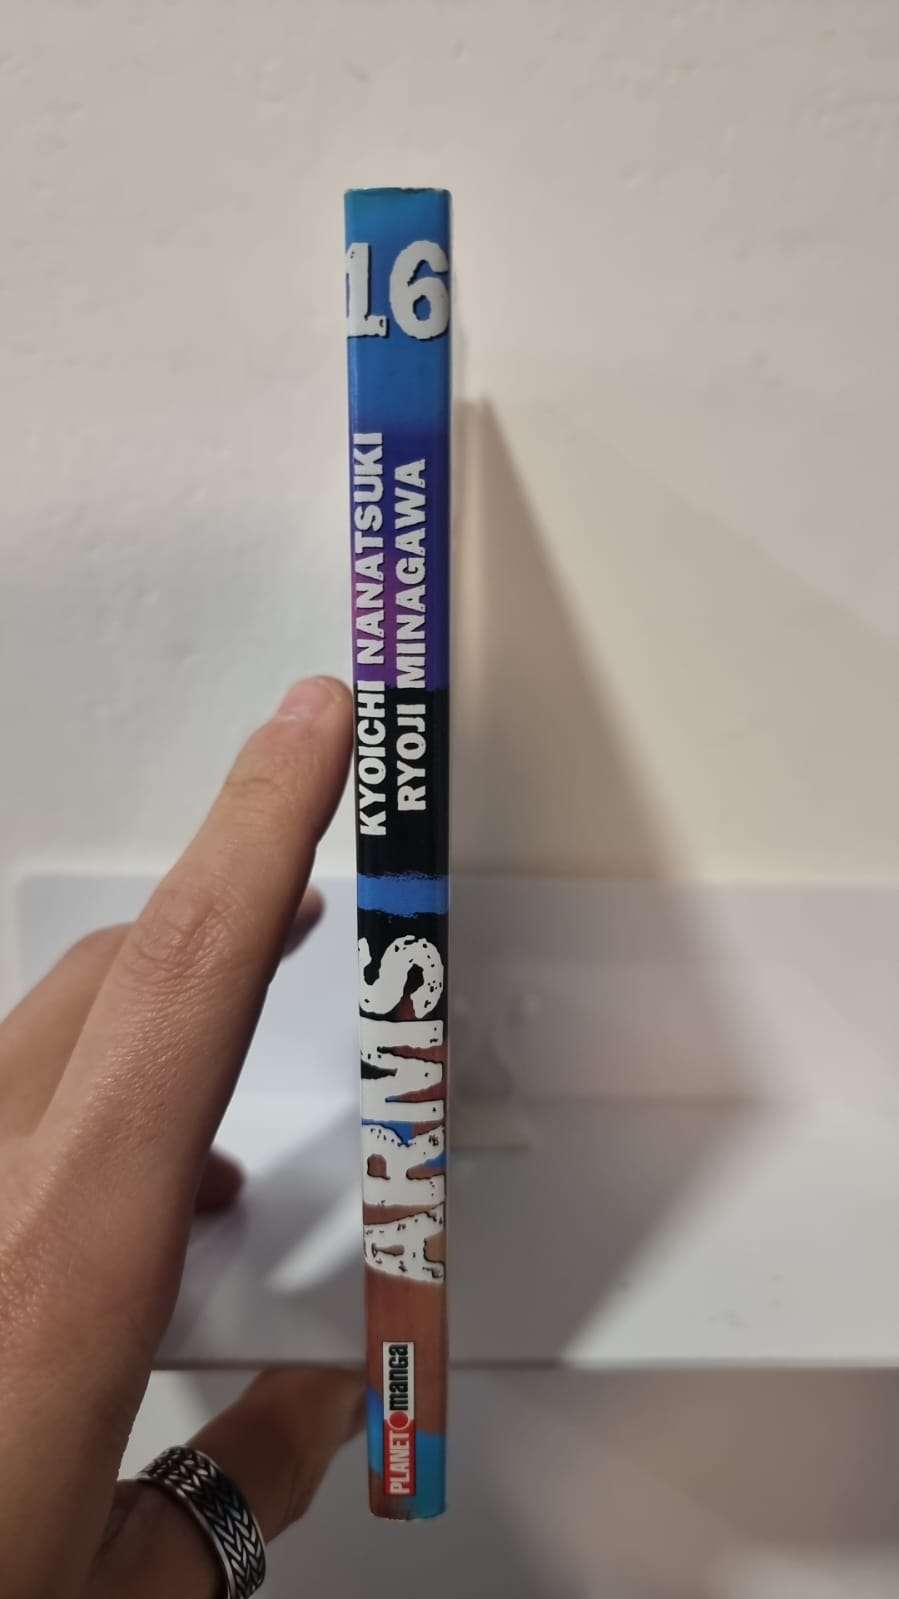 16
KYOICHI NANATSUKI
RYOJI MINAGAWA
ARMS
PLANET manga